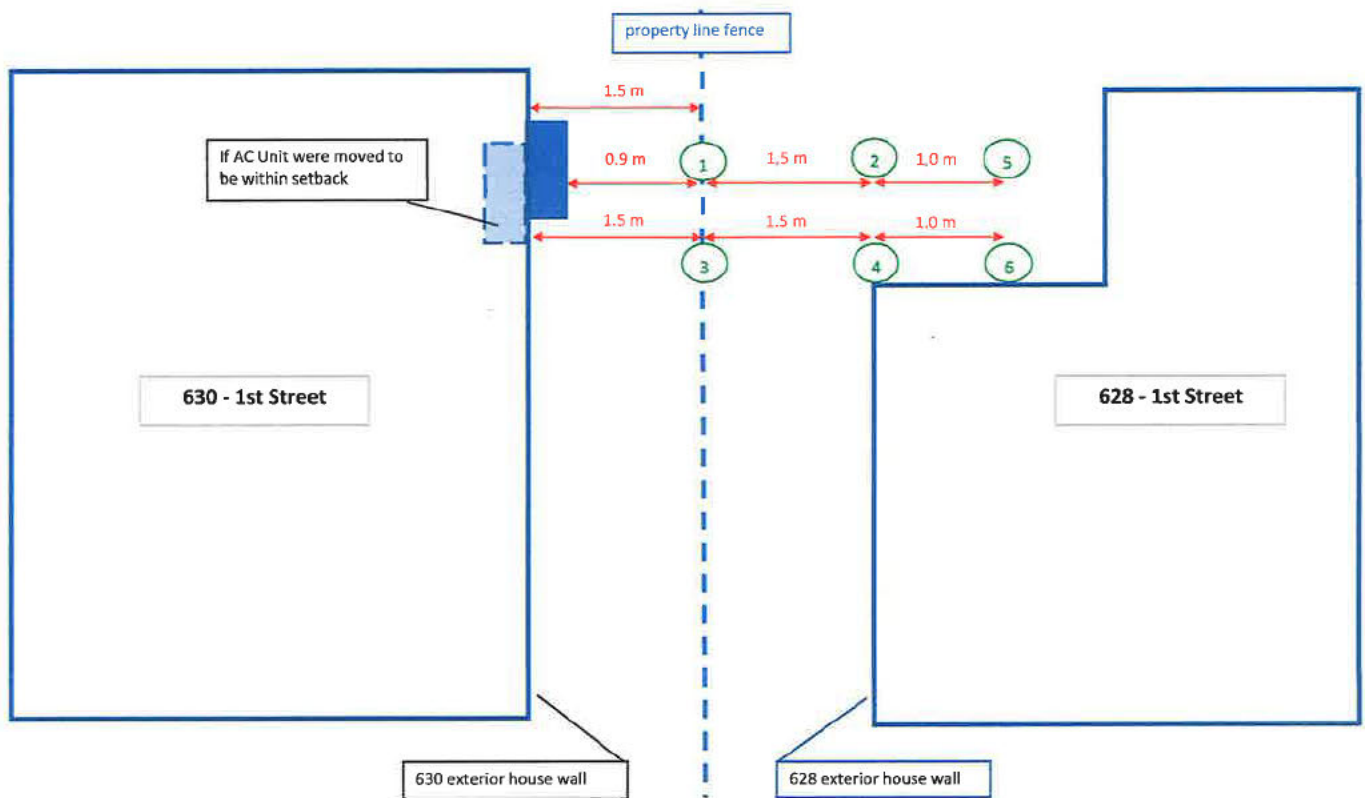 property line fence
1.5 m
If AC Unit were moved to
be within setback
0.9 m
1
1,5 m
2
1,0 m
5
1.5 m
1.5 m
1.0 m
3
4
6
630 - 1st Street
628 - 1st Street
630 exterior house wall
628 exterior house wall